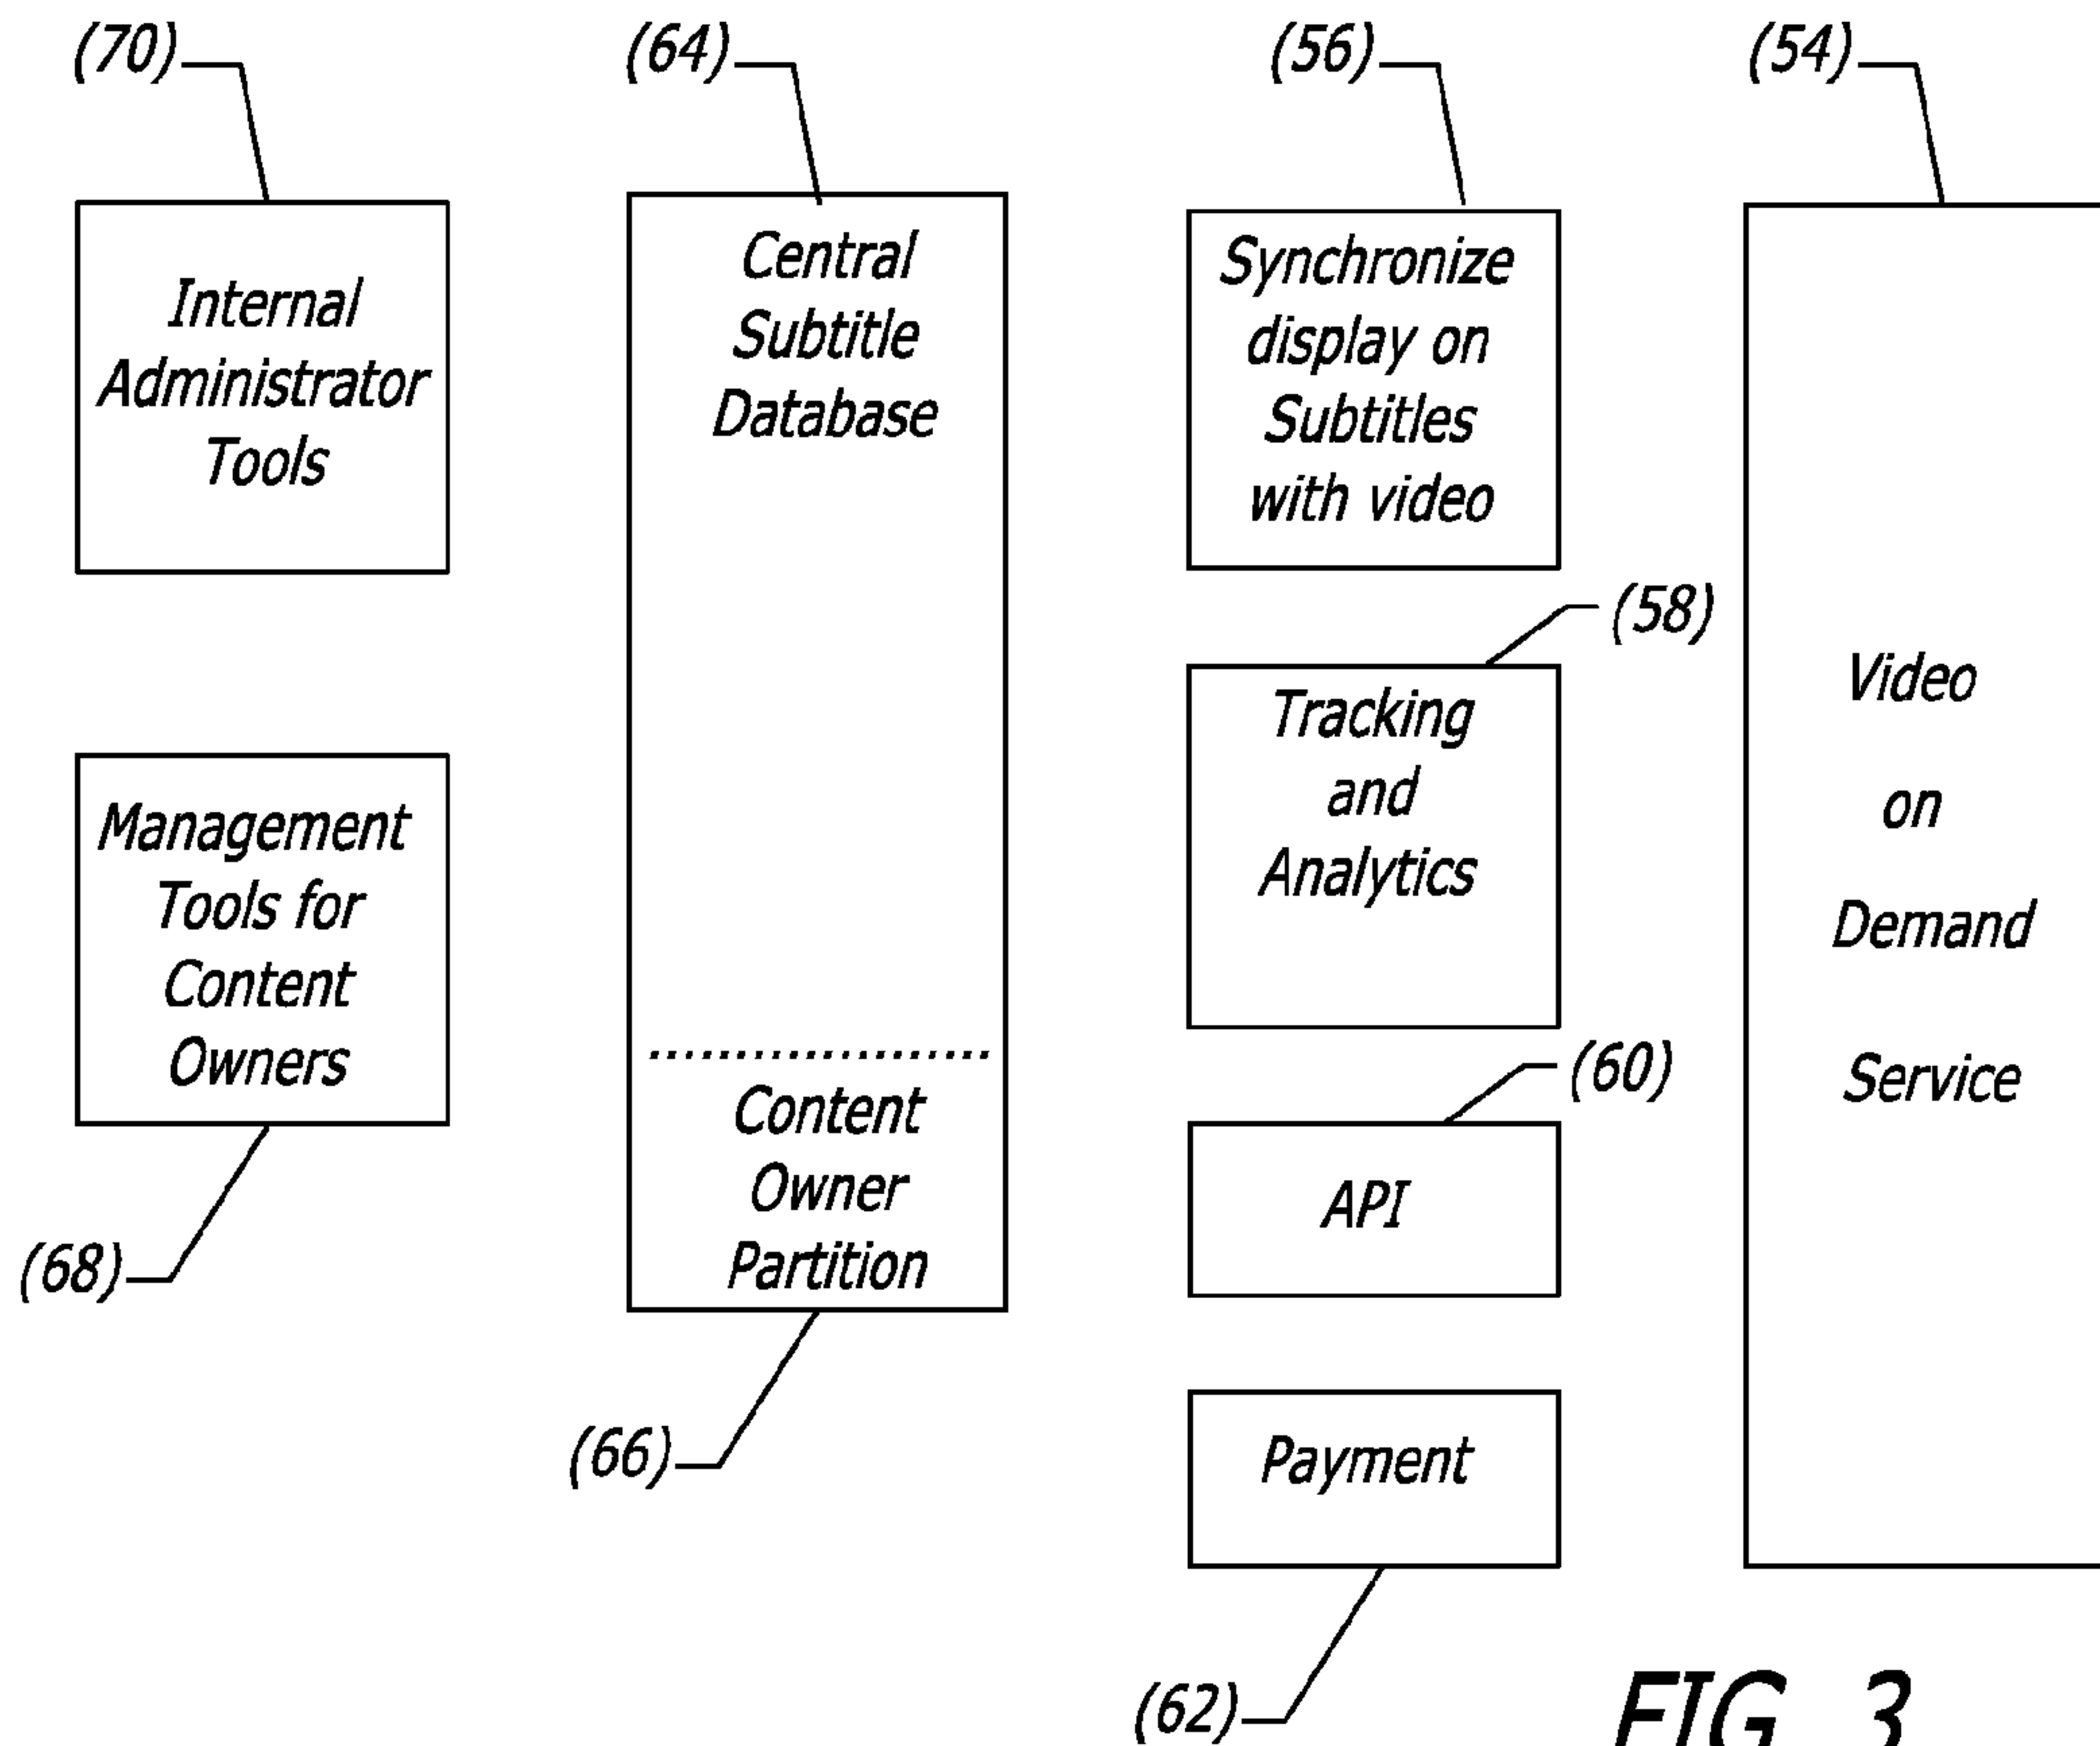 (70)
Internal
Administrator
Tools
Management
Tools for
Content
Owners
(68)
(64)
Central
Subtitle
Database
Content
Owner
Partition
(66)
(56)
Synchronize
display on
Subtitles
with video
(58)
Tracking
and
Analytics
(60)
API
Payment
(62)
(54)
Video
on
Demand
Service
FIG 3